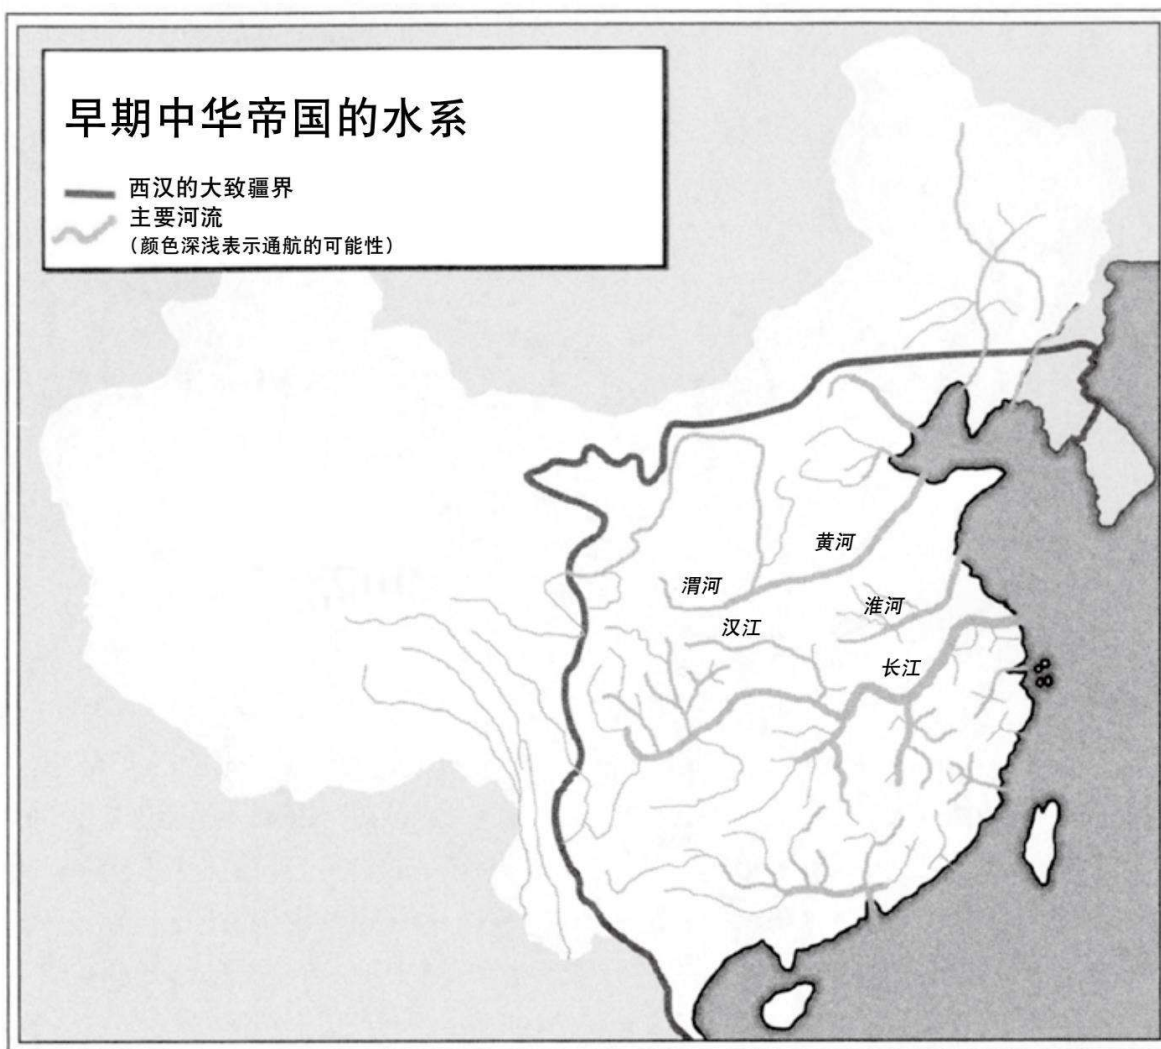 早期中华帝国的水系
西汉的大致疆界
主要河流
（颜色深浅表示通航的可能性）
黄河
渭河
淮河
汉江
长江